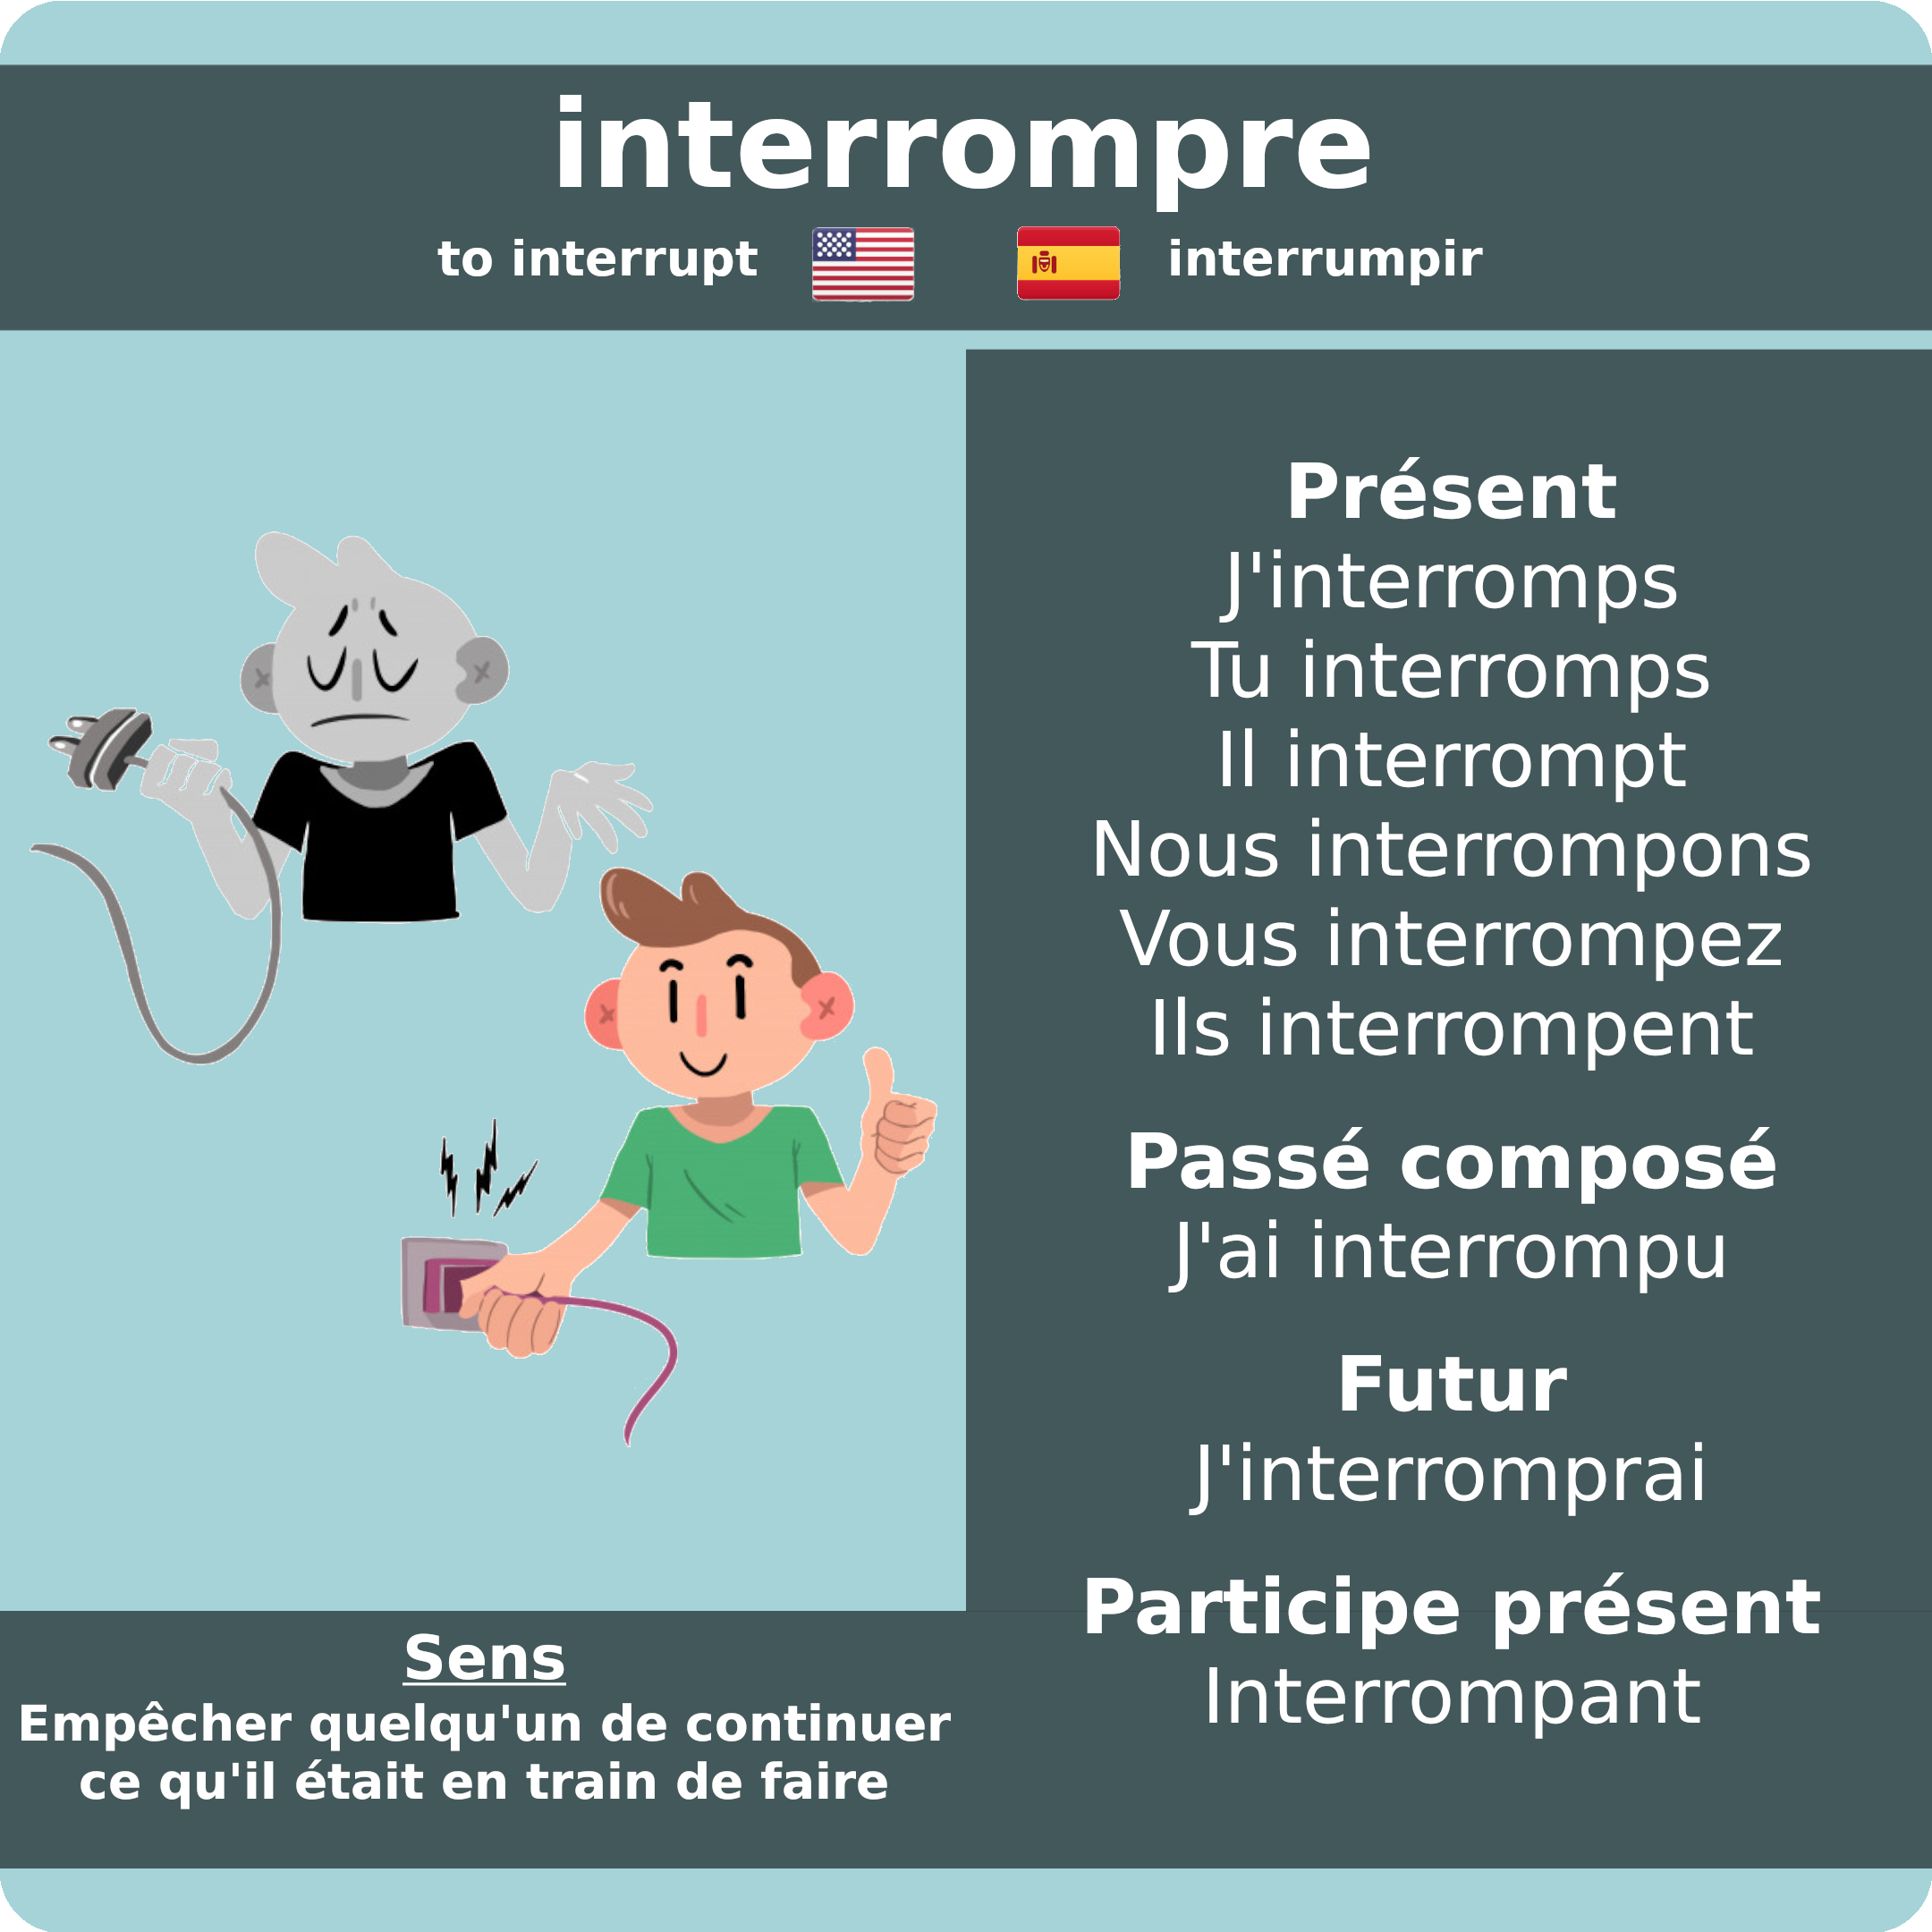 interrompre
to interrupt
interrumpir
Présent
J'interromps
Tu interromps
Il interrompt
Nous interrompons
Vous interrompez
Ils interrompent
Passé composé
J'ai interrompu
Futur
J'interromprai
Participe présent
Interrompant
Sens
Empêcher quelqu'un de continuer
ce qu'il était en train de faire